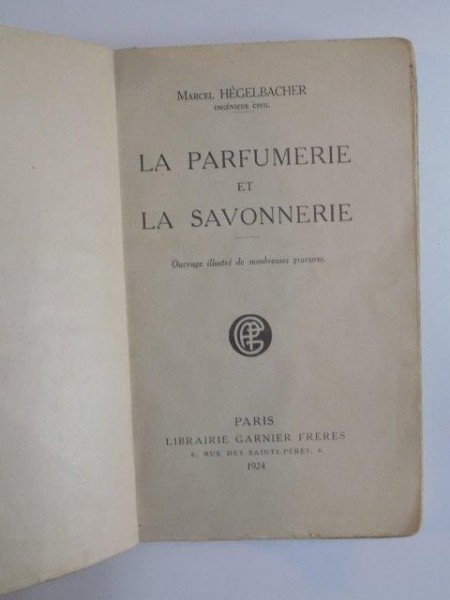 MARCEL HÉGELBACHER
INGÉNIEUR CIVIL
LA PARFUMERIE
ET
LA SAVONNERIE
Ouvrage illustré de nombreuses gravures.
PARIS
LIBRAIRIE GARNIER FRÈRES
6, RUE DES SAINTS-PÈRES, 6
1924